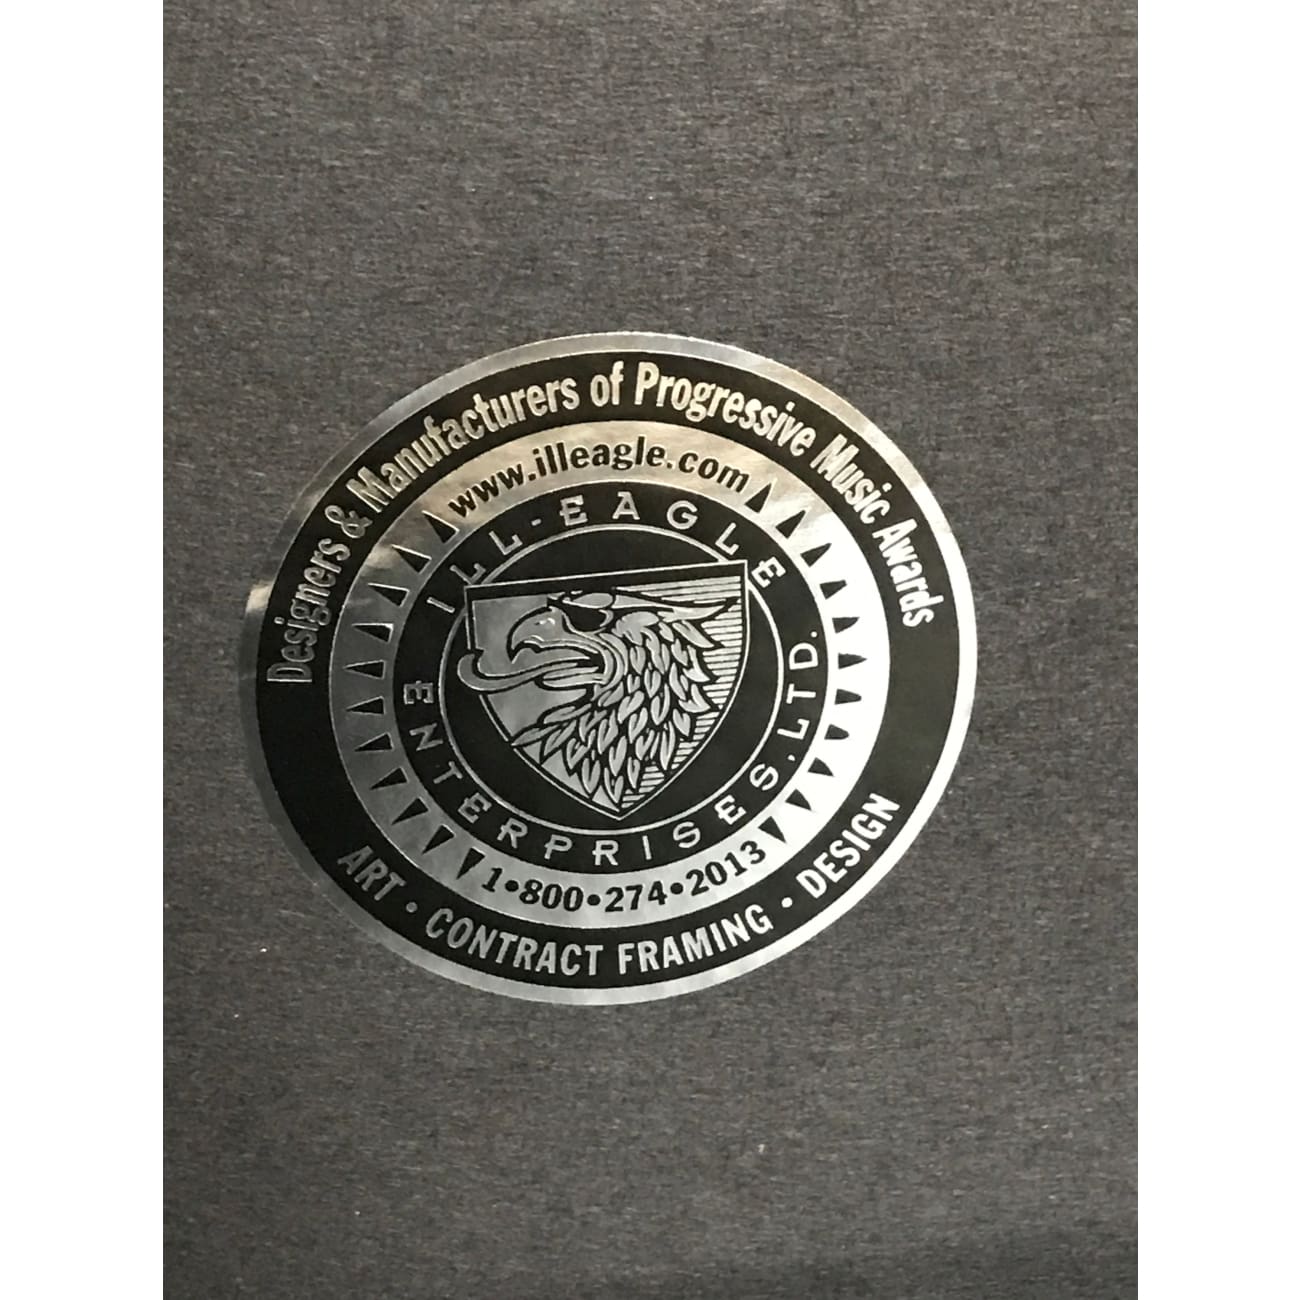 Designers & Manufacturers of Progressive Music Awards
www.illeagle.com
ILL-EAGLE
ENTERPRISES, LTD.
1•800•274•2013
ART • CONTRACT FRAMING • DESIGN